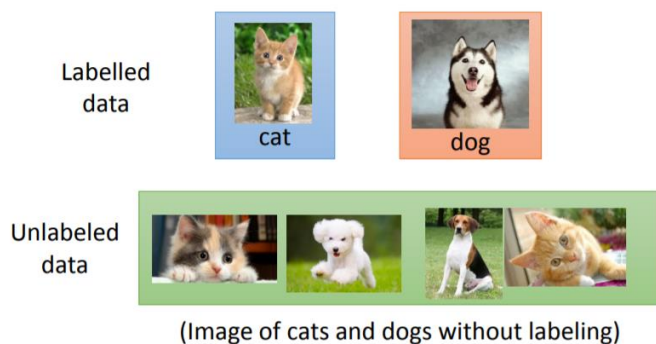 Labelled
data
cat
dog
Unlabeled
data
(Image of cats and dogs without labeling)